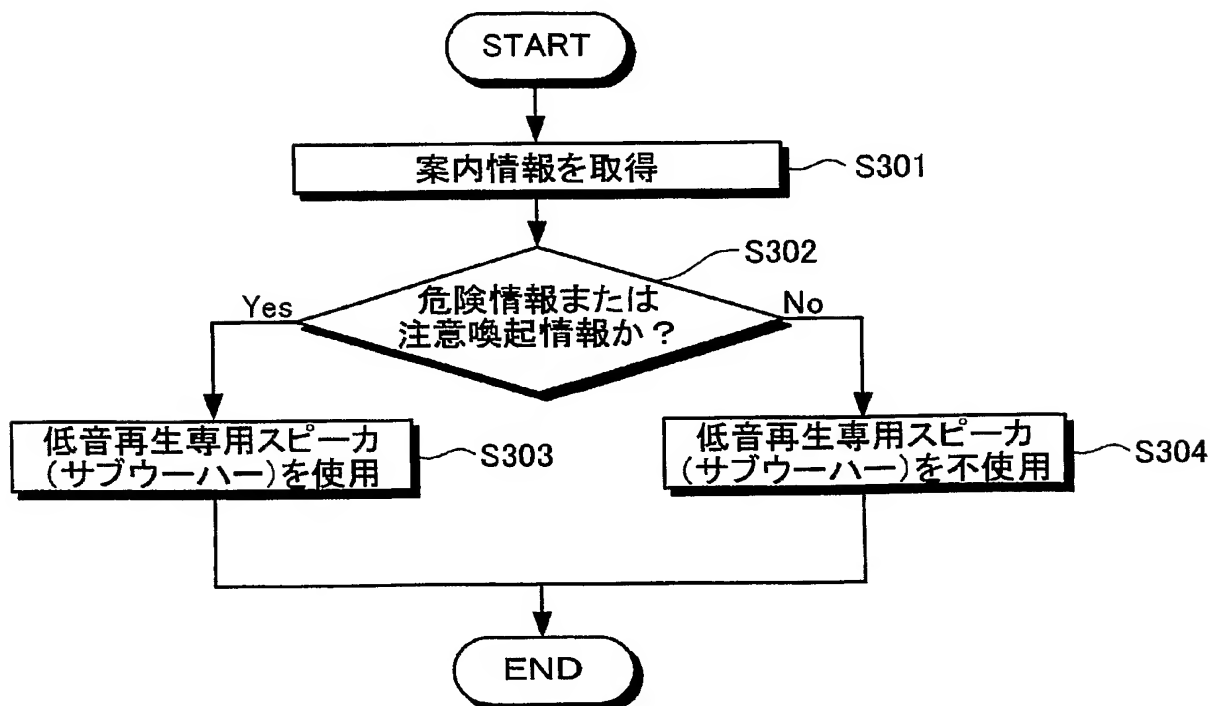 START
案内情報を取得
S301
S302
危険情報または
注意喚起情報か?
Yes
No
低音再生専用スピーカ
(サブウーハー)を使用
S303
低音再生専用スピーカ
(サブウーハー)を不使用
S304
END